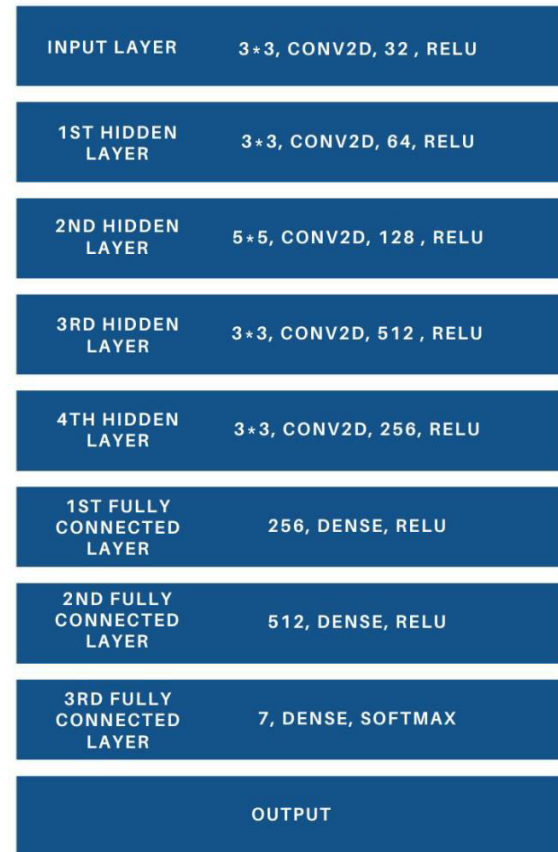 INPUT LAYER 3*3, CONV2D, 32 , RELU
1ST HIDDEN
LAYER
3*3, CONV2D, 64, RELU
2ND HIDDEN
LAYER
5*5, CONV2D, 128 , RELU
3RD HIDDEN
LAYER
3*3, CONV2D, 512 , RELU
4TH HIDDEN
LAYER
3*3, CONV2D, 256, RELU
1ST FULLY
CONNECTED
LAYER
256, DENSE, RELU
2ND FULLY
CONNECTED
LAYER
512, DENSE, RELU
3RD FULLY
CONNECTED
LAYER
7, DENSE, SOFTMAX
OUTPUT